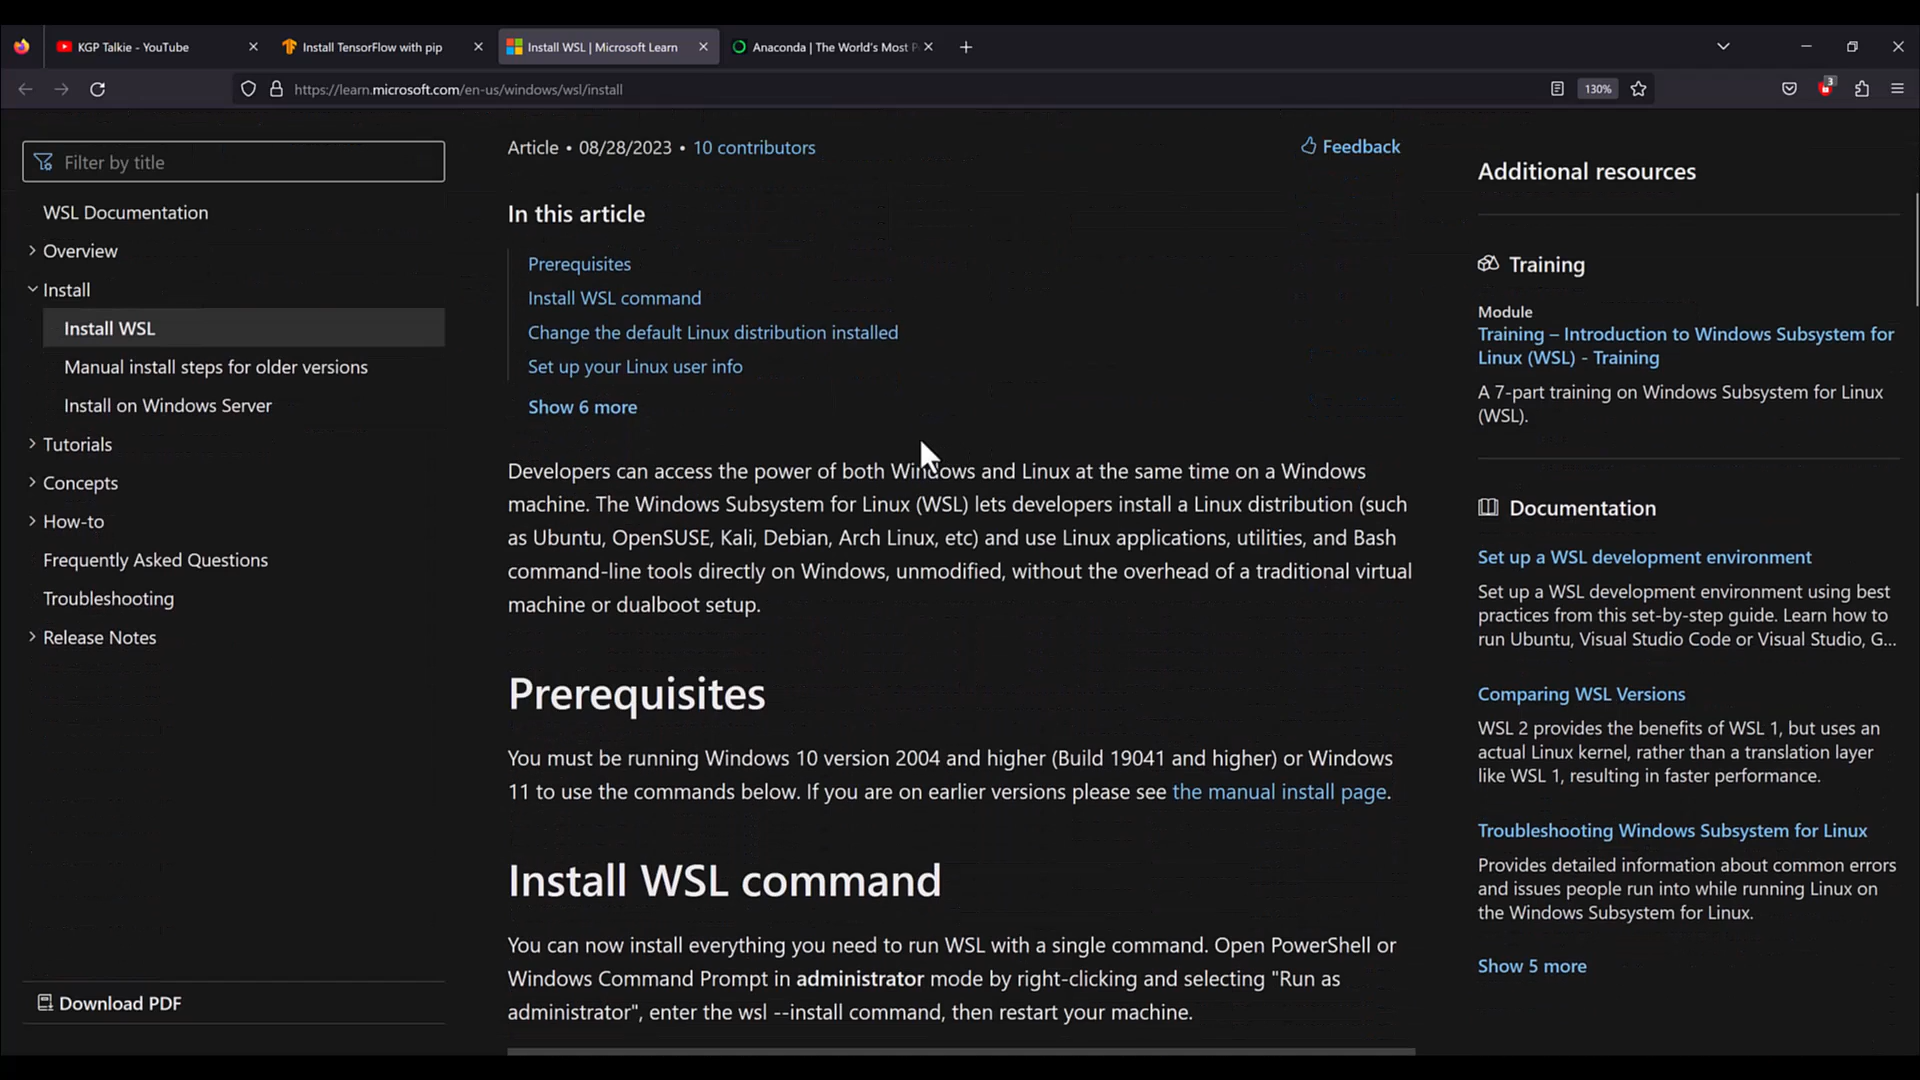 KGP Talkie - YouTube
Install TensorFlow with pip
Install WSL | Microsoft Learn
Anaconda | The World's Most P
https://learn.microsoft.com/en-us/windows/wsl/install
130%
3
Filter by title
WSL Documentation
Overview
Install
Install WSL
Manual install steps for older versions
Install on Windows Server
Tutorials
Concepts
How-to
Frequently Asked Questions
Troubleshooting
Release Notes
Download PDF
Article • 08/28/2023 • 10 contributors
Feedback
In this article
Prerequisites
Install WSL command
Change the default Linux distribution installed
Set up your Linux user info
Show 6 more
Developers can access the power of both Windows and Linux at the same time on a Windows
machine. The Windows Subsystem for Linux (WSL) lets developers install a Linux distribution (such
as Ubuntu, OpenSUSE, Kali, Debian, Arch Linux, etc) and use Linux applications, utilities, and Bash
command-line tools directly on Windows, unmodified, without the overhead of a traditional virtual
machine or dualboot setup.
Prerequisites
You must be running Windows 10 version 2004 and higher (Build 19041 and higher) or Windows
11 to use the commands below. If you are on earlier versions please see the manual install page.
Install WSL command
You can now install everything you need to run WSL with a single command. Open PowerShell or
Windows Command Prompt in administrator mode by right-clicking and selecting "Run as
administrator", enter the wsl --install command, then restart your machine.
Additional resources
Training
Module
Training – Introduction to Windows Subsystem for
Linux (WSL) - Training
A 7-part training on Windows Subsystem for Linux
(WSL).
Documentation
Set up a WSL development environment
Set up a WSL development environment using best
practices from this set-by-step guide. Learn how to
run Ubuntu, Visual Studio Code or Visual Studio, G...
Comparing WSL Versions
WSL 2 provides the benefits of WSL 1, but uses an
actual Linux kernel, rather than a translation layer
like WSL 1, resulting in faster performance.
Troubleshooting Windows Subsystem for Linux
Provides detailed information about common errors
and issues people run into while running Linux on
the Windows Subsystem for Linux.
Show 5 more